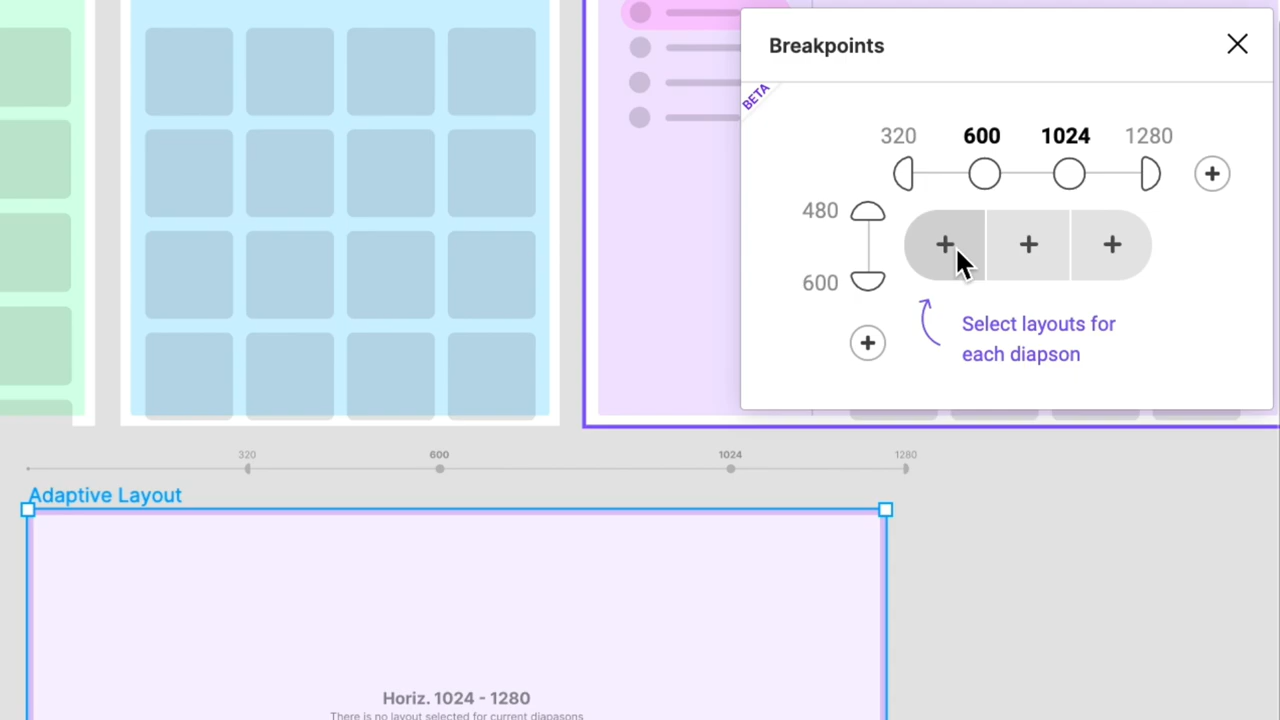 Breakpoints
BETA
320 600 1024 1280
480
600
Select layouts for
each diapson
320 600 1024 1280
Adaptive Layout
Horiz. 1024 - 1280
There is no layout selected for current diapasons